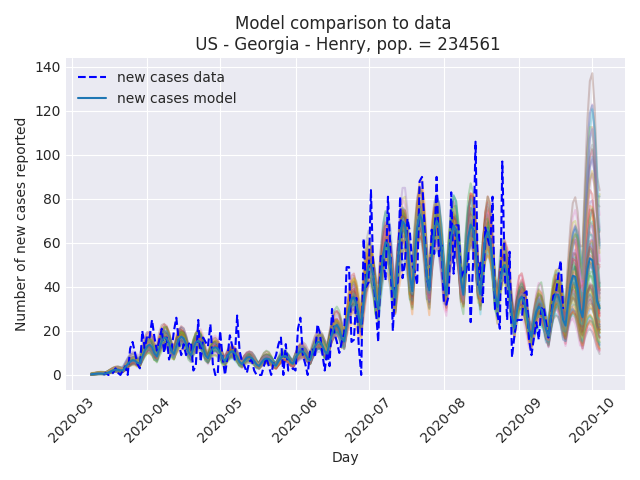 Model comparison to data
US - Georgia - Henry, pop. = 234561
new cases data
new cases model
Number of new cases reported
140
120
100
80
60
40
20
0
2020-03
2020-04
2020-05
2020-06
2020-07
2020-08
2020-09
2020-10
Day